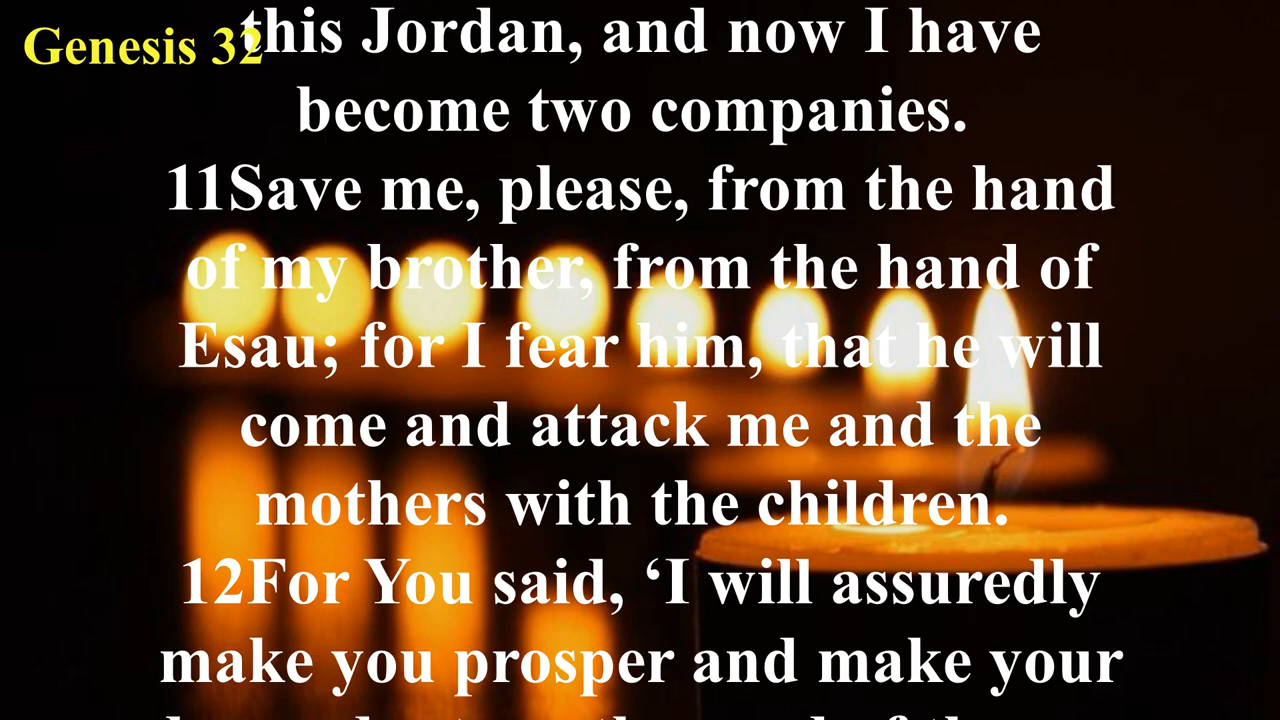 Genesis 32
this Jordan, and now I have
become two companies.
11Save me, please, from the hand
of my brother, from the hand of
Esau; for I fear him, that he will
come and attack me and the
mothers with the children.
12For You said, ‘I will assuredly
make you prosper and make your